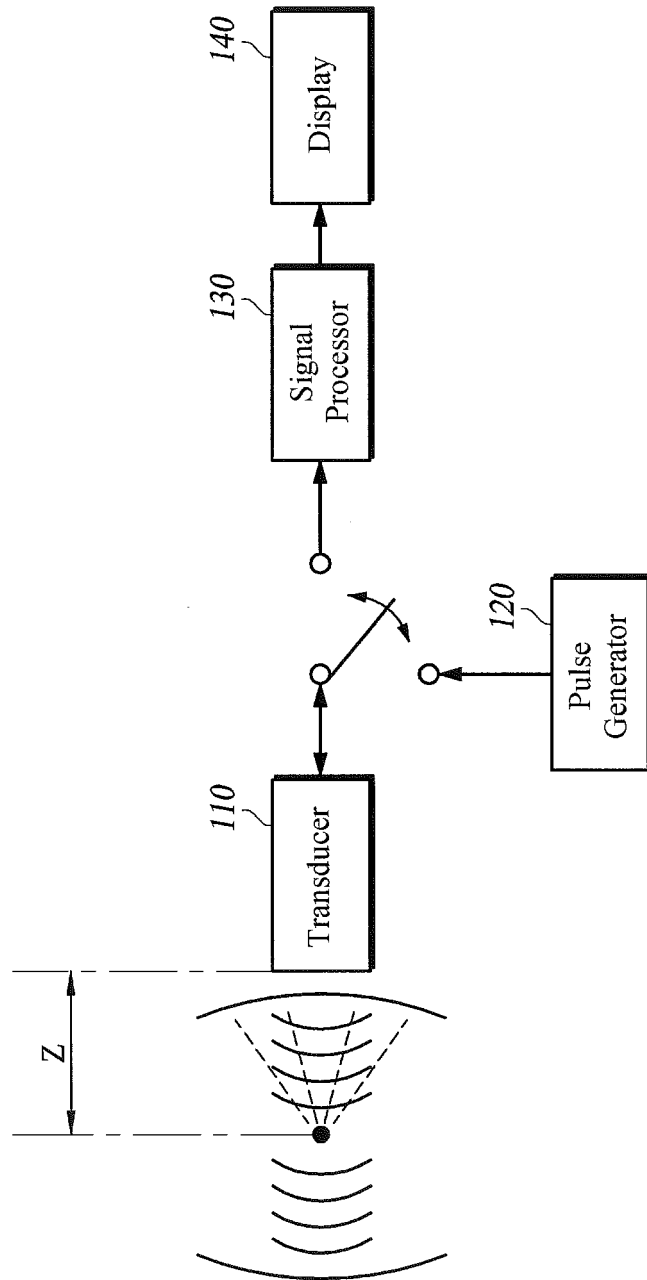 Z
110
Transducer
120
Pulse
Generator
130
Signal
Processor
140
Display